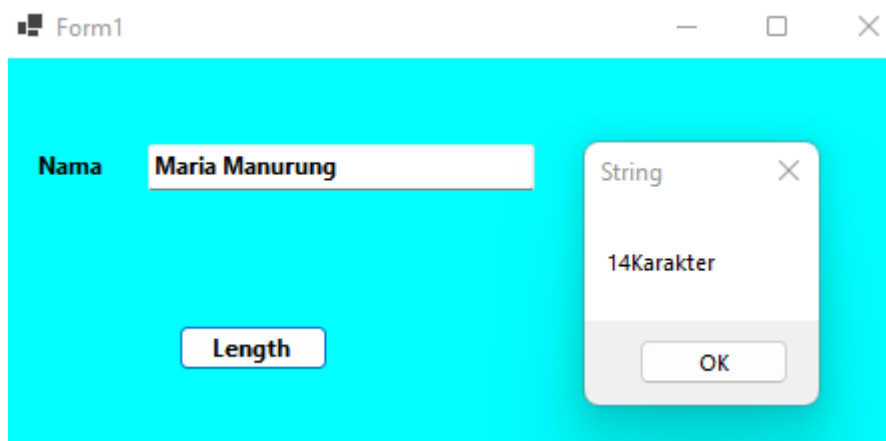 Form1
Nama
Maria Manurung
String
14Karakter
Length
OK